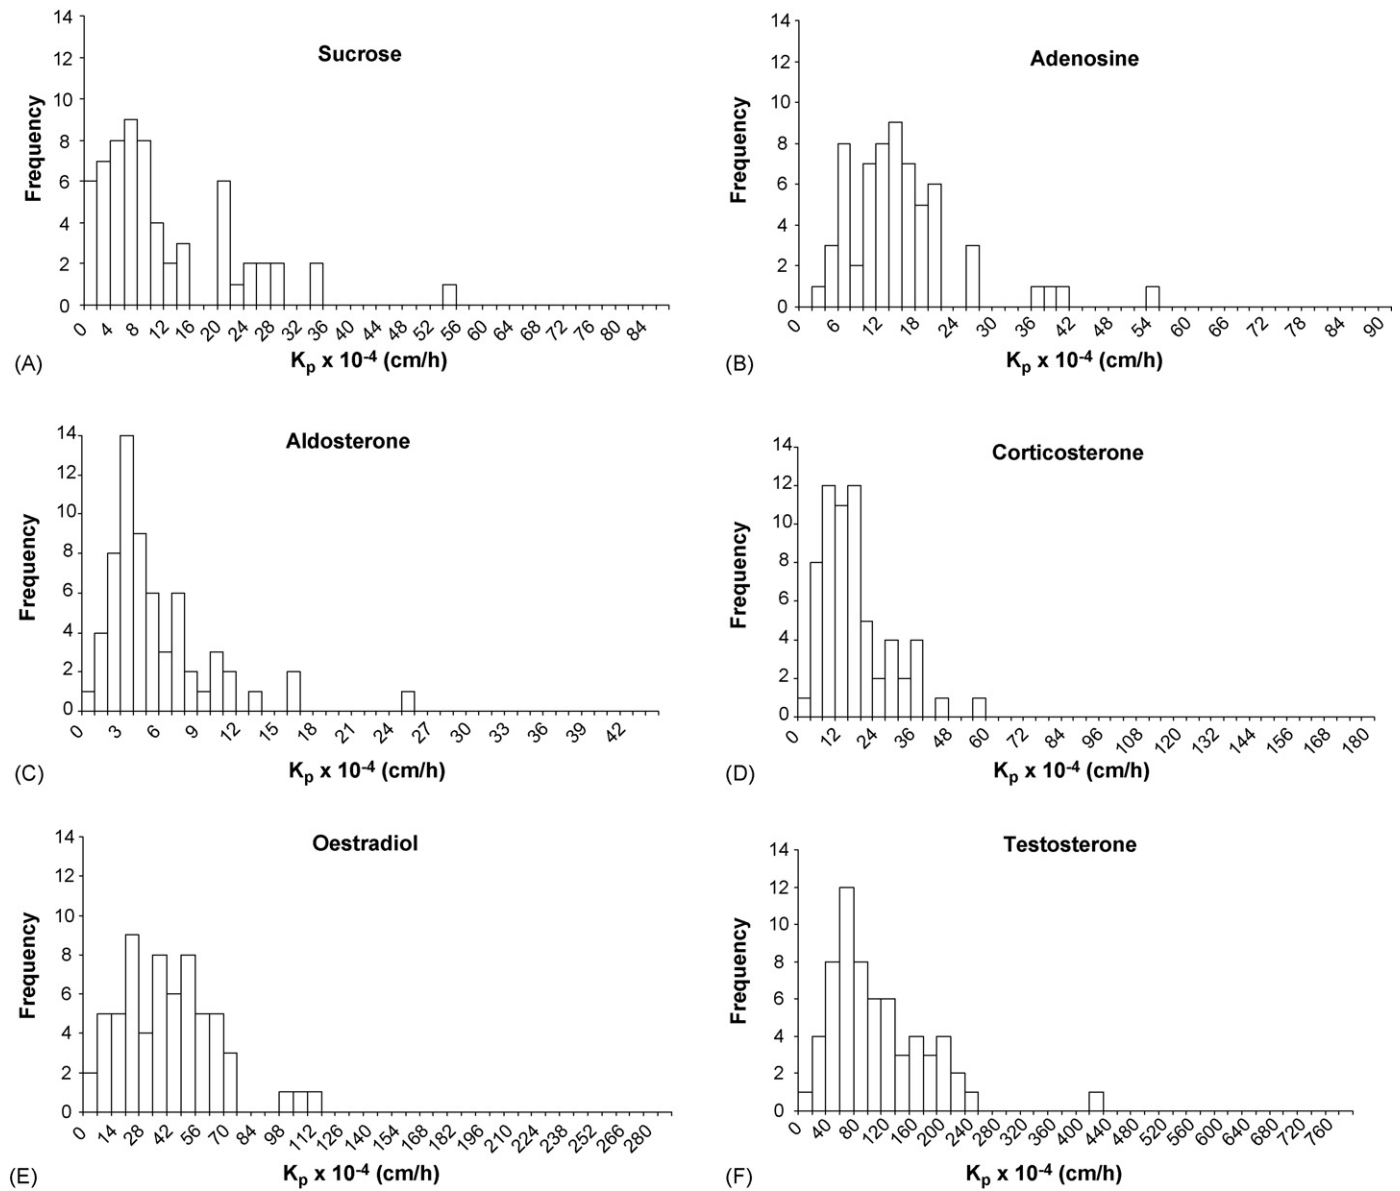 Sucrose
Frequency
14
12
10
8
6
4
2
0
0 4 8 12 16 20 24 28 32 36 40 44 48 52 56 60 64 68 72 76 80 84
Kp x 10-4 (cm/h)
(A)
Adenosine
Frequency
14
12
10
8
6
4
2
0
0 6 12 18 24 30 36 42 48 54 60 66 72 78 84 90
Kp x 10-4 (cm/h)
(B)
Aldosterone
Frequency
14
12
10
8
6
4
2
0
0 3 6 9 12 15 18 21 24 27 30 33 36 39 42
Kp x 10-4 (cm/h)
(C)
Corticosterone
Frequency
14
12
10
8
6
4
2
0
0 12 24 36 48 60 72 84 96 108 120 132 144 156 168 180
Kp x 10-4 (cm/h)
(D)
Oestradiol
Frequency
14
12
10
8
6
4
2
0
0 14 28 42 56 70 84 98 112 126 140 154 168 182 196 210 224 238 252 266 280
Kp x 10-4 (cm/h)
(E)
Testosterone
Frequency
14
12
10
8
6
4
2
0
0 40 80 120 160 200 240 280 320 360 400 440 480 520 560 600 640 680 720 760
Kp x 10-4 (cm/h)
(F)